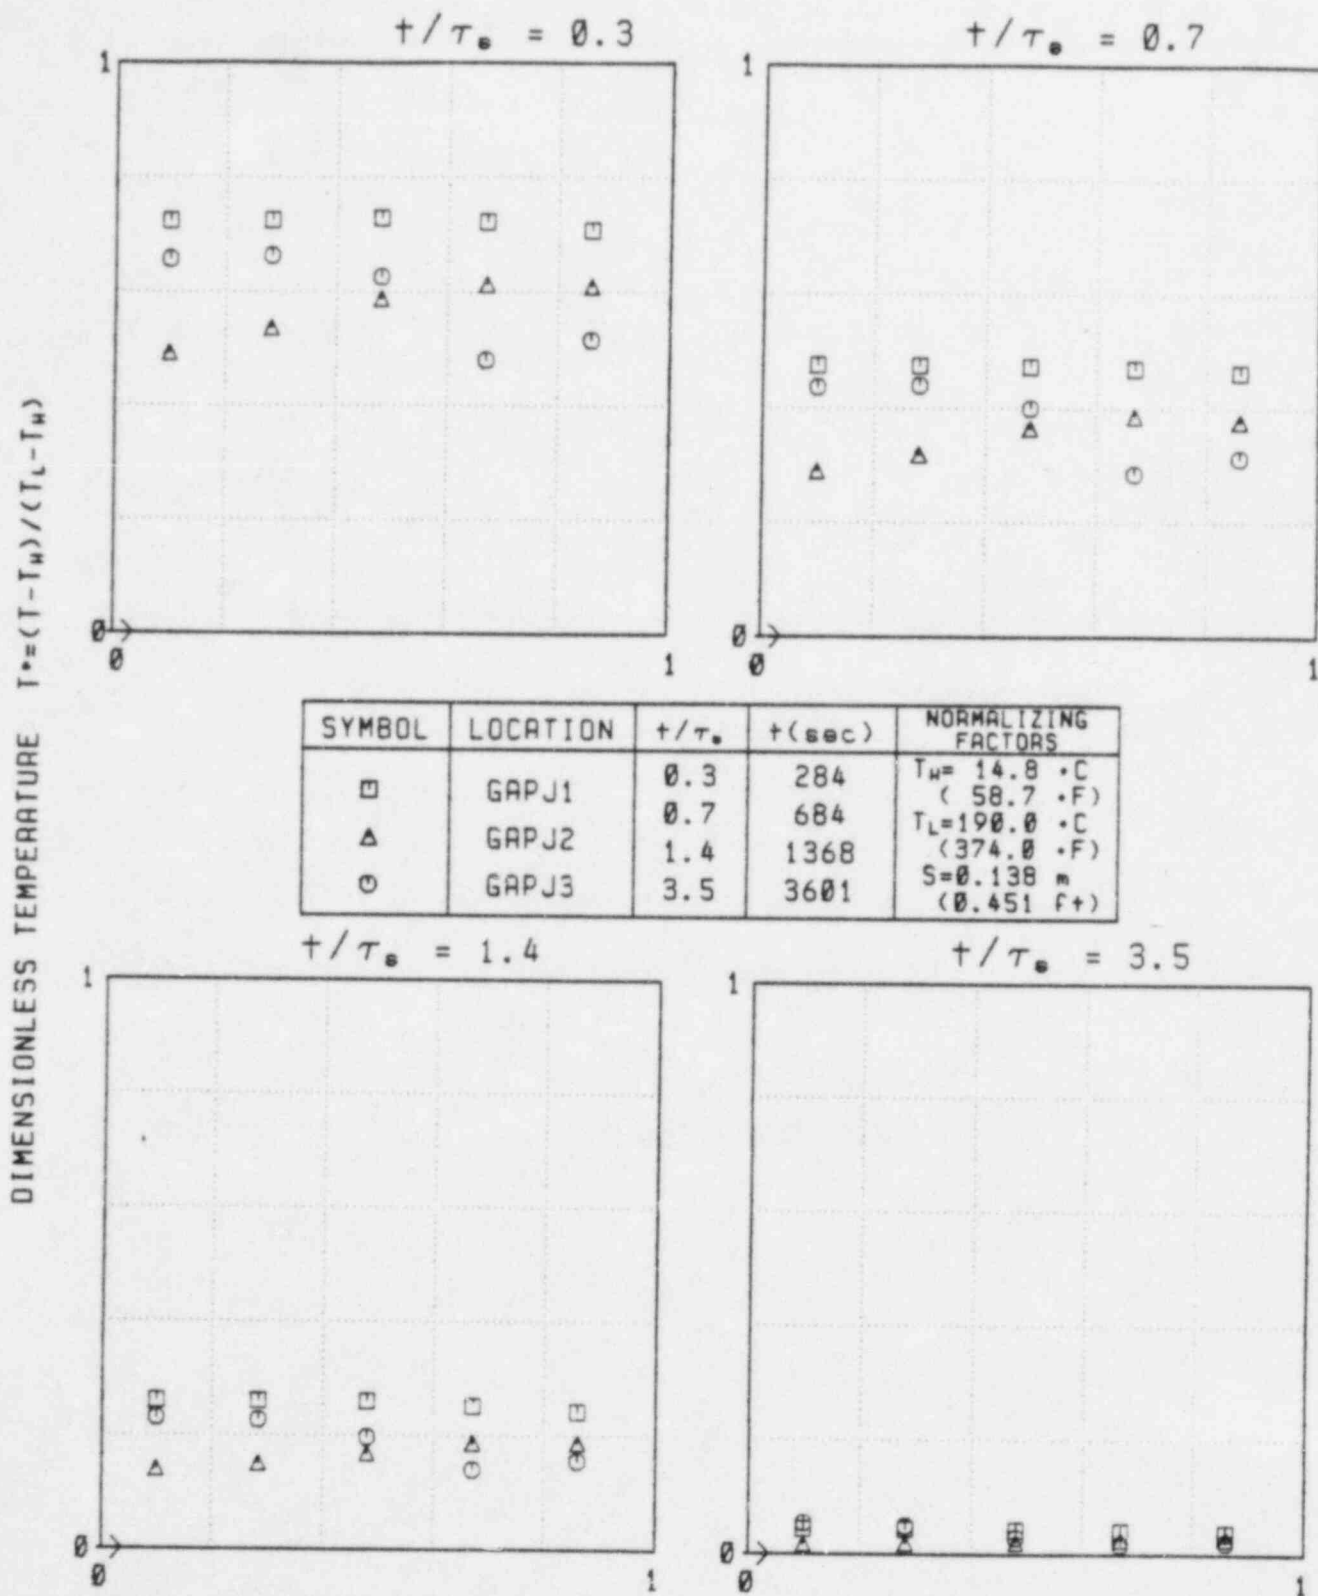 t/τs = 0.3
t/τs = 0.7
1
1
0
0
0
1
0
1
DIMENSIONLESS TEMPERATURE T*=(T-TH)/(TL-TH)
SYMBOL LOCATION t/τs t(sec) NORMALIZING FACTORS
GAPJ1
GAPJ2
GAPJ3
0.3 284
0.7 684
1.4 1368
3.5 3601
TH= 14.8 °C
( 58.7 °F)
TL=190.0 °C
(374.0 °F)
S=0.138 m
(0.451 ft)
t/τs = 1.4
t/τs = 3.5
1
1
0
0
0
1
0
1